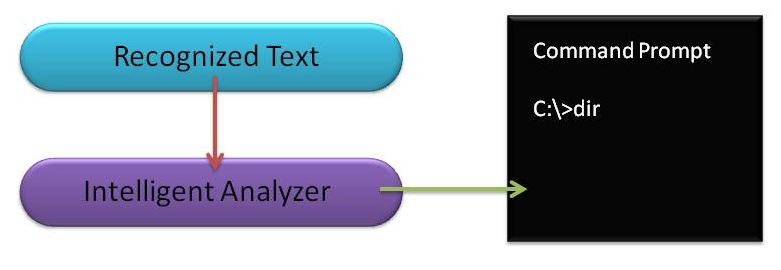 Recognized Text
Intelligent Analyzer
Command Prompt
C:\>dir